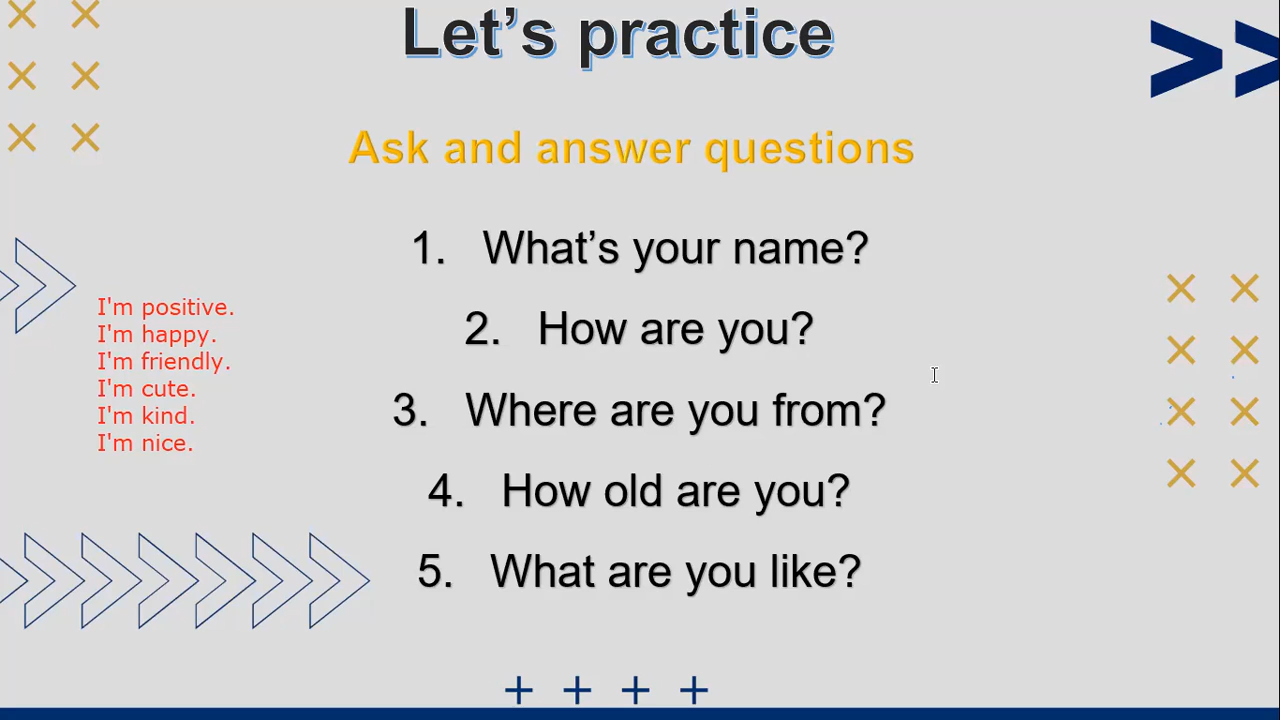 Let’s practice
Ask and answer questions
1. What’s your name?
2. How are you?
3. Where are you from?
4. How old are you?
5. What are you like?
I'm positive.
I'm happy.
I'm friendly.
I'm cute.
I'm kind.
I'm nice.